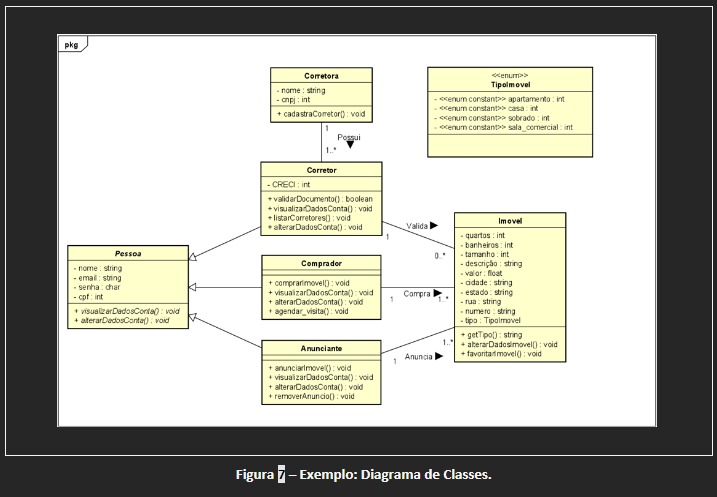 pkg
Corretora
- nome : string
- cnpj : int
+ cadastraCorretor() : void
<<enum>>
TipoImovel
- <<enum constant>> apartamento : int
- <<enum constant>> casa : int
- <<enum constant>> sobrado : int
- <<enum constant>> sala_comercial : int
1
Possui
1..*
Corretor
- CRECI : int
+ validarDocumento() : boolean
+ visualizarDadosConta() : void
+ listarCorretores() : void
+ alterarDadosConta() : void
Valida
1
0..*
Imovel
- quartos : int
- banheiros : int
- tamanho : int
- descrição : string
- valor : float
- cidade : string
- estado : string
- rua : string
- numero : string
- tipo : TipoImovel
+ getTipo() : string
+ alterarDadosImovel() : void
+ favoritarImovel() : void
Pessoa
- nome : string
- email : string
- senha : char
- cpf : int
+ visualizarDadosConta() : void
+ alterarDadosConta() : void
Comprador
+ comprarImovel() : void
+ visualizarDadosConta() : void
+ alterarDadosConta() : void
+ agendar_visita() : void
1
Compra
1..*
Anunciante
+ anunciarImovel() : void
+ visualizarDadosConta() : void
+ alterarDadosConta() : void
+ removerAnuncio() : void
1
Anuncia
1..*
Figura 7 – Exemplo: Diagrama de Classes.